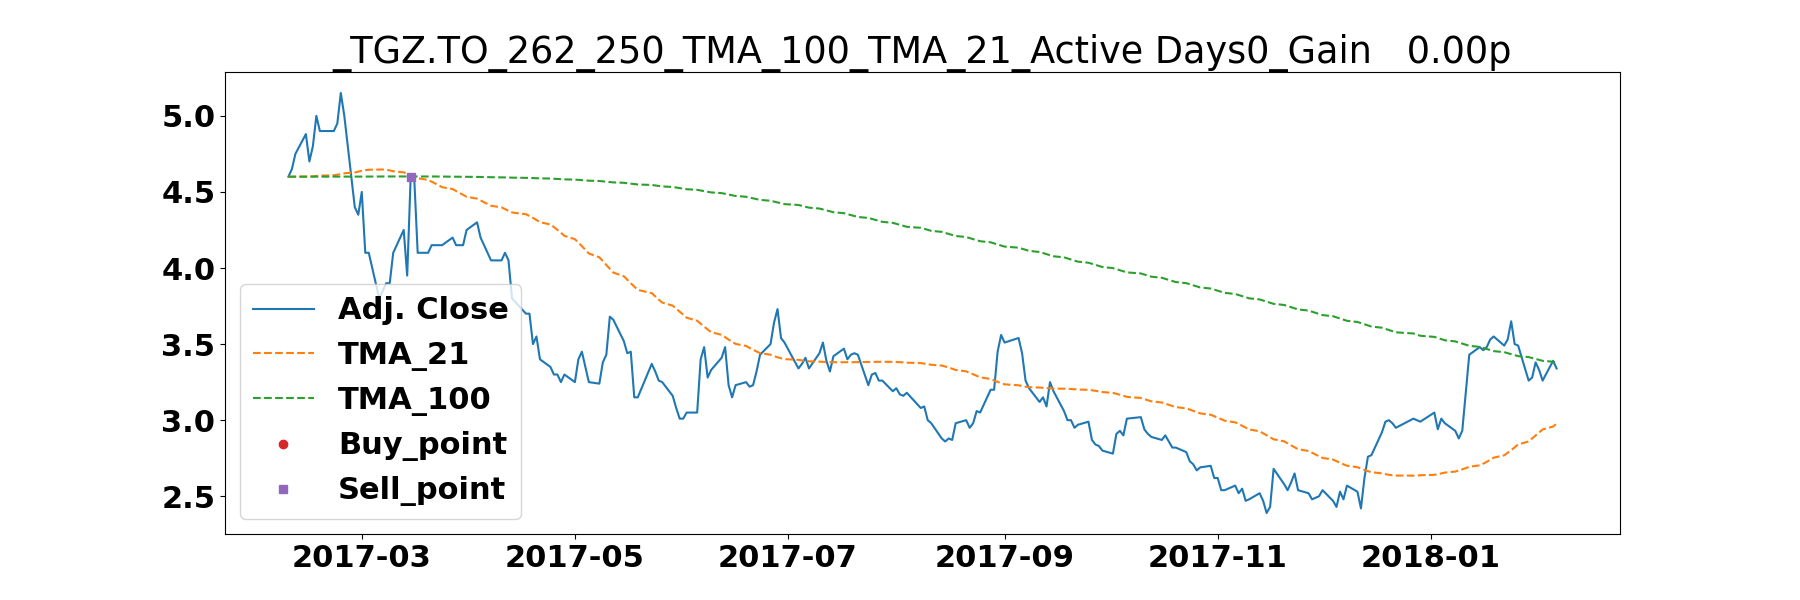 _TGZ.TO_262_250_TMA_100_TMA_21_Active Days0_Gain   0.00p
5.0
4.5
4.0
3.5
3.0
2.5
Adj. Close
TMA_21
TMA_100
Buy_point
Sell_point
2017-03 2017-05 2017-07 2017-09 2017-11 2018-01